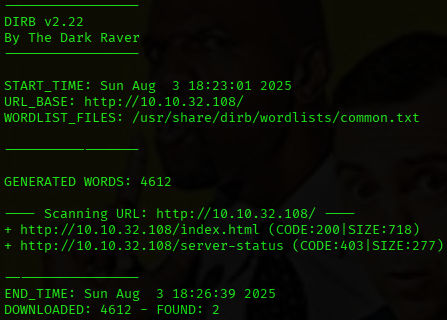 -----------------
DIRB v2.22
By The Dark Raver
-----------------
START_TIME: Sun Aug  3 18:23:01 2025
URL_BASE: http://10.10.32.108/
WORDLIST_FILES: /usr/share/dirb/wordlists/common.txt
-----------------
GENERATED WORDS: 4612
---- Scanning URL: http://10.10.32.108/ ----
+ http://10.10.32.108/index.html (CODE:200|SIZE:718)
+ http://10.10.32.108/server-status (CODE:403|SIZE:277)
-----------------
END_TIME: Sun Aug  3 18:26:39 2025
DOWNLOADED: 4612 - FOUND: 2